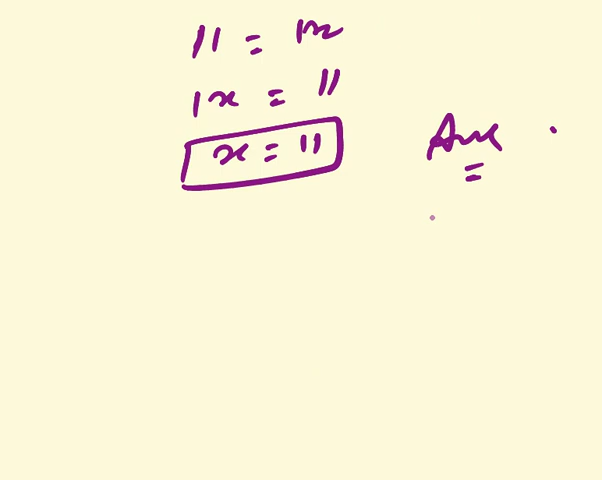 11 = 1x
1x = 11
x = 11
Ans